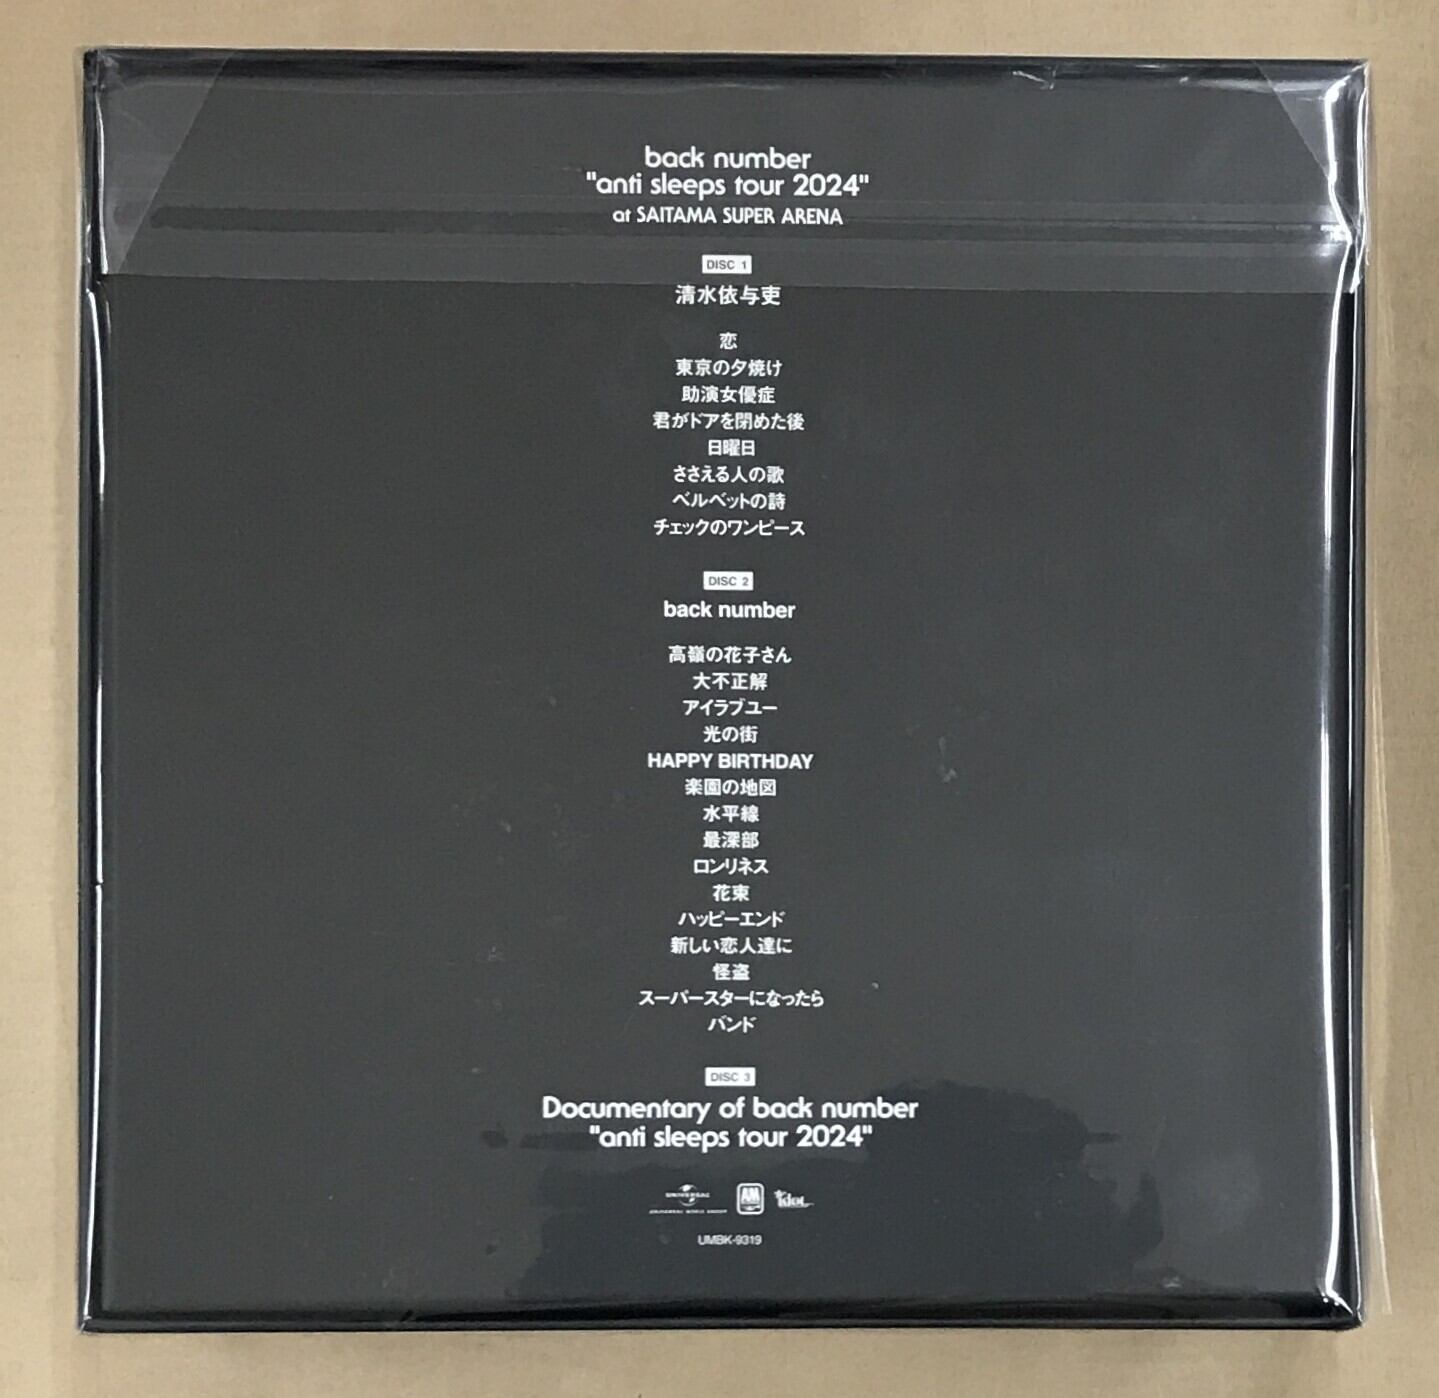 back number
"anti sleeps tour 2024"
at SAITAMA SUPER ARENA
DISC 1
清水依与吏
恋
東京の夕焼け
助演女優症
君がドアを閉めた後
日曜日
ささえる人の歌
ベルベットの詩
チェックのワンピース
DISC 2
back number
高嶺の花子さん
大不正解
アイラブユー
光の街
HAPPY BIRTHDAY
楽園の地図
水平線
最深部
ロンリネス
花束
ハッピーエンド
新しい恋人達に
怪盗
スーパースターになったら
バンド
DISC 3
Documentary of back number
"anti sleeps tour 2024"
UNIVERSAL
UNIVERSAL MUSIC GROUP
AM
UMBK-9319